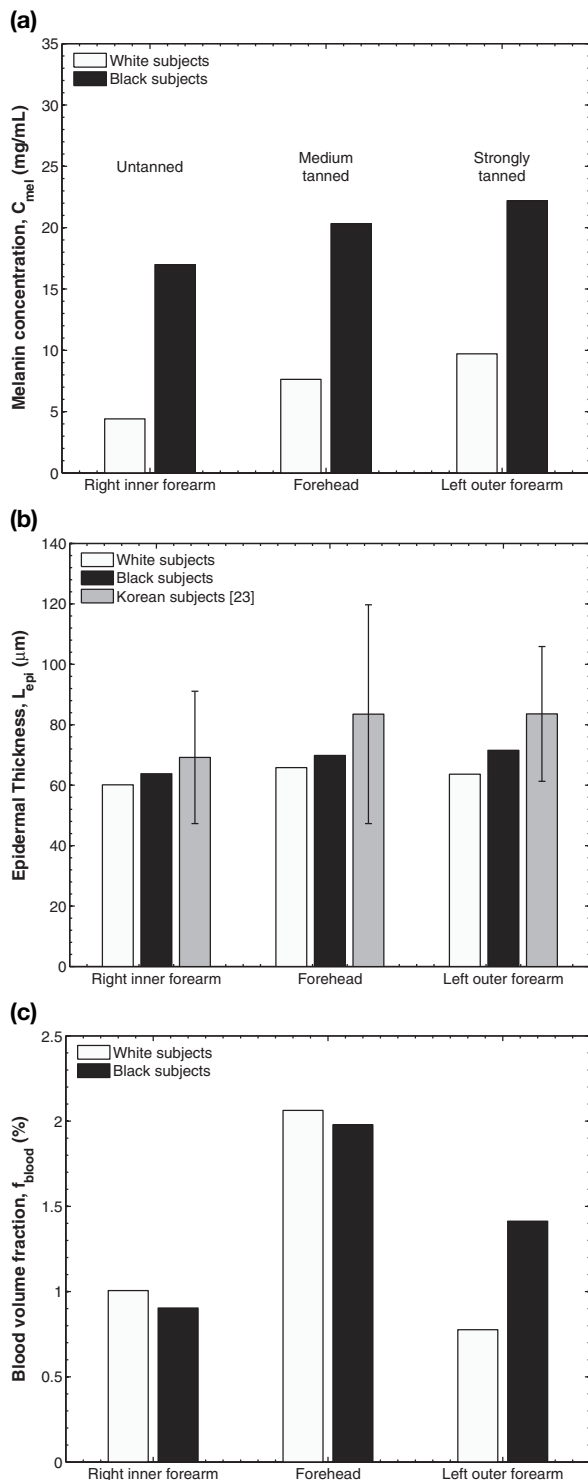 (a)
35
30
25
20
15
10
5
0
Melanin concentration, C_mel (mg/mL)
White subjects
Black subjects
Untanned
Medium
tanned
Strongly
tanned
Right inner forearm
Forehead
Left outer forearm
(b)
140
120
100
80
60
40
20
0
Epidermal Thickness, L_epi (μm)
White subjects
Black subjects
Korean subjects [23]
Right inner forearm
Forehead
Left outer forearm
(c)
2.5
2
1.5
1
0.5
0
Blood volume fraction, f_blood (%)
White subjects
Black subjects
Right inner forearm
Forehead
Left outer forearm